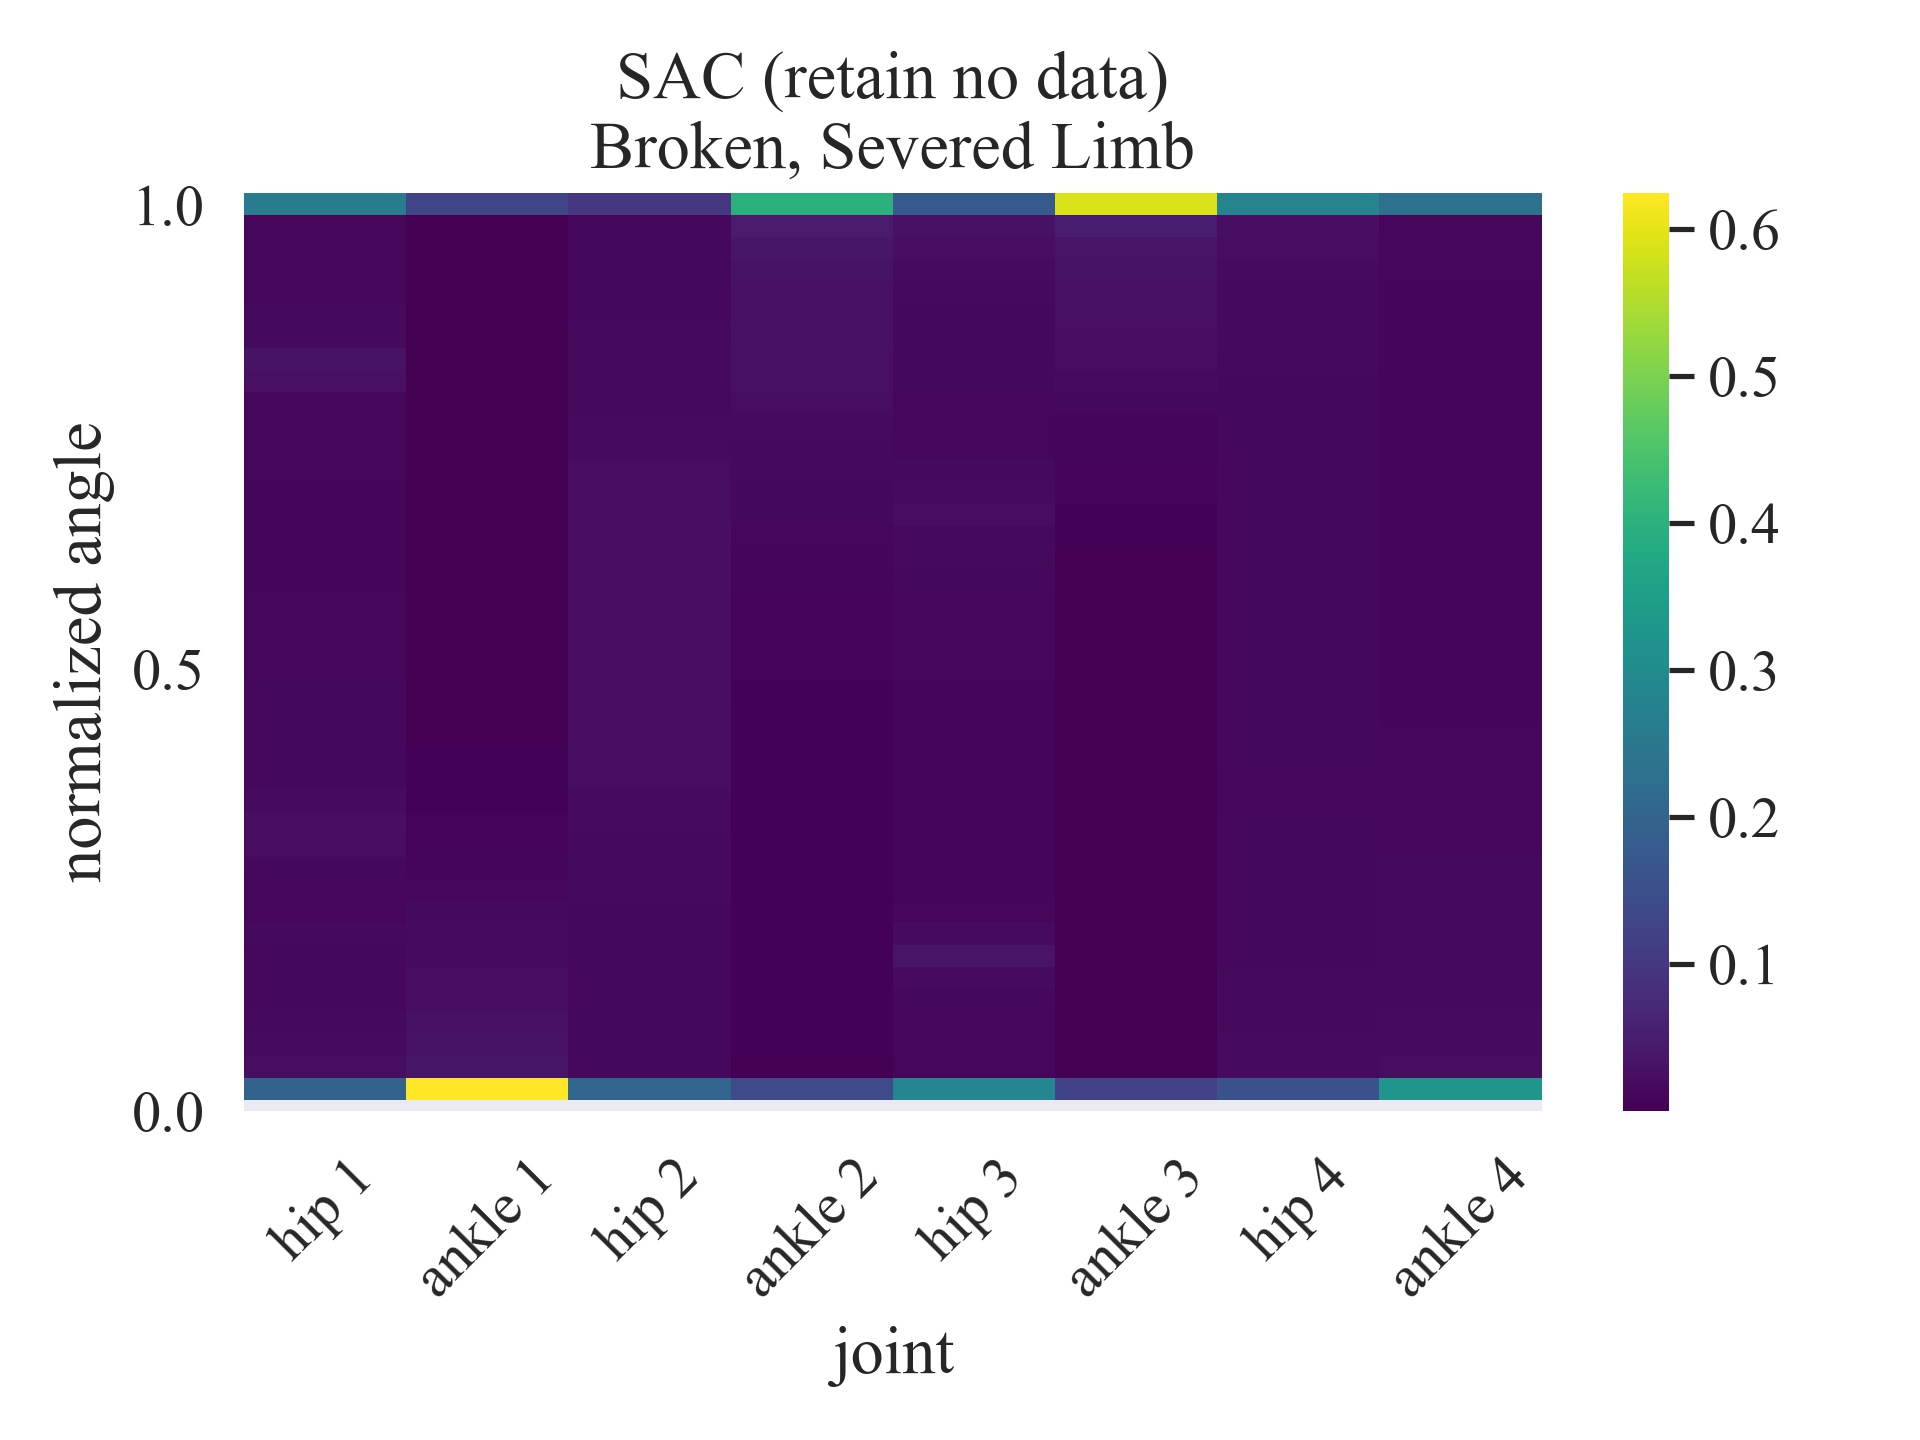 SAC (retain no data)
Broken, Severed Limb
1.0
0.5
0.0
normalized angle
hip 1
ankle 1
hip 2
ankle 2
hip 3
ankle 3
hip 4
ankle 4
joint
0.6
0.5
0.4
0.3
0.2
0.1